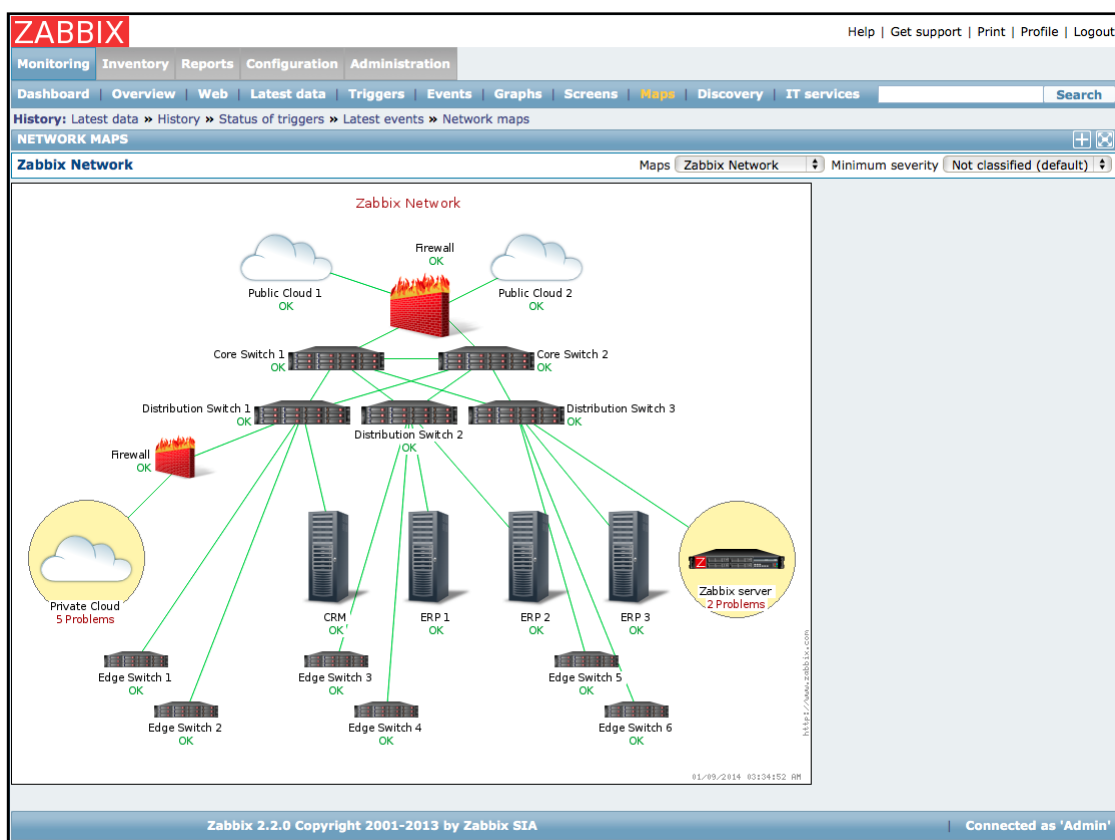 ZABBIX
Help | Get support | Print | Profile | Logout
Monitoring Inventory Reports Configuration Administration
Dashboard | Overview | Web | Latest data | Triggers | Events | Graphs | Screens | Maps | Discovery | IT services Search
History: Latest data » History » Status of triggers » Latest events » Network maps
NETWORK MAPS
Zabbix Network Maps Zabbix Network Minimum severity Not classified (default)
Zabbix Network
Firewall
OK
Public Cloud 1
OK
Public Cloud 2
OK
Core Switch 1
OK
Core Switch 2
OK
Distribution Switch 1
OK
Distribution Switch 2
OK
Distribution Switch 3
OK
Firewall
OK
Private Cloud
5 Problems
CRM
OK
ERP 1
OK
ERP 2
OK
ERP 3
OK
Z
Zabbix server
2 Problems
Edge Switch 1
OK
Edge Switch 2
OK
Edge Switch 3
OK
Edge Switch 4
OK
Edge Switch 5
OK
Edge Switch 6
OK
http://www.zabbix.com
01/09/2014 03:34:52 AM
Zabbix 2.2.0 Copyright 2001-2013 by Zabbix SIA | Connected as 'Admin'